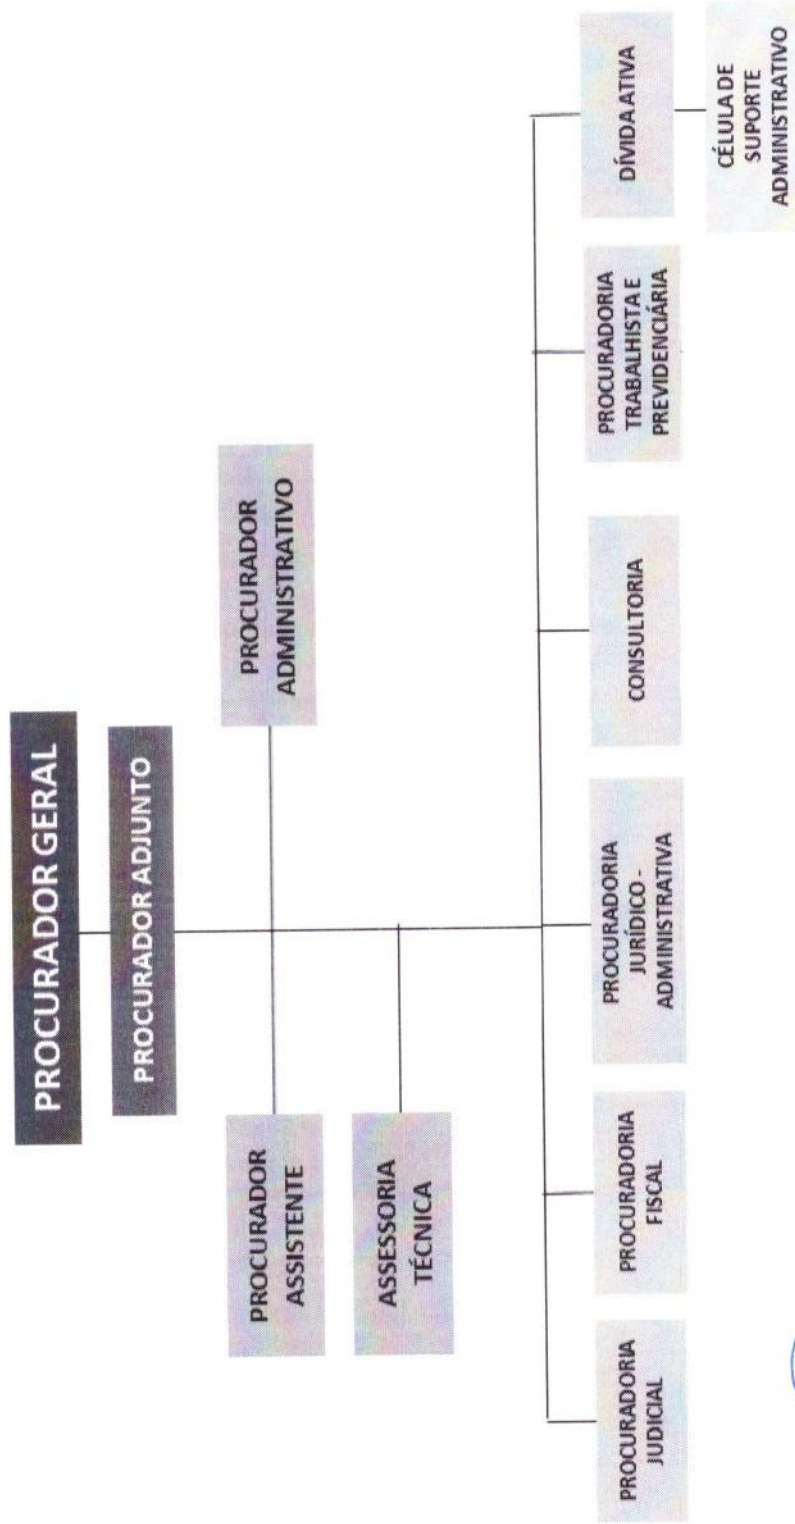 PROCURADOR GERAL
PROCURADOR ADJUNTO
PROCURADOR
ASSISTENTE
PROCURADOR
ADMINISTRATIVO
ASSESSORIA
TÉCNICA
PROCURADORIA
JUDICIAL
PROCURADORIA
FISCAL
PROCURADORIA
JURÍDICO -
ADMINISTRATIVA
CONSULTORIA
PROCURADORIA
TRABALHISTA E
PREVIDENCIÁRIA
DÍVIDA ATIVA
CÉLULA DE
SUPORTE
ADMINISTRATIVO